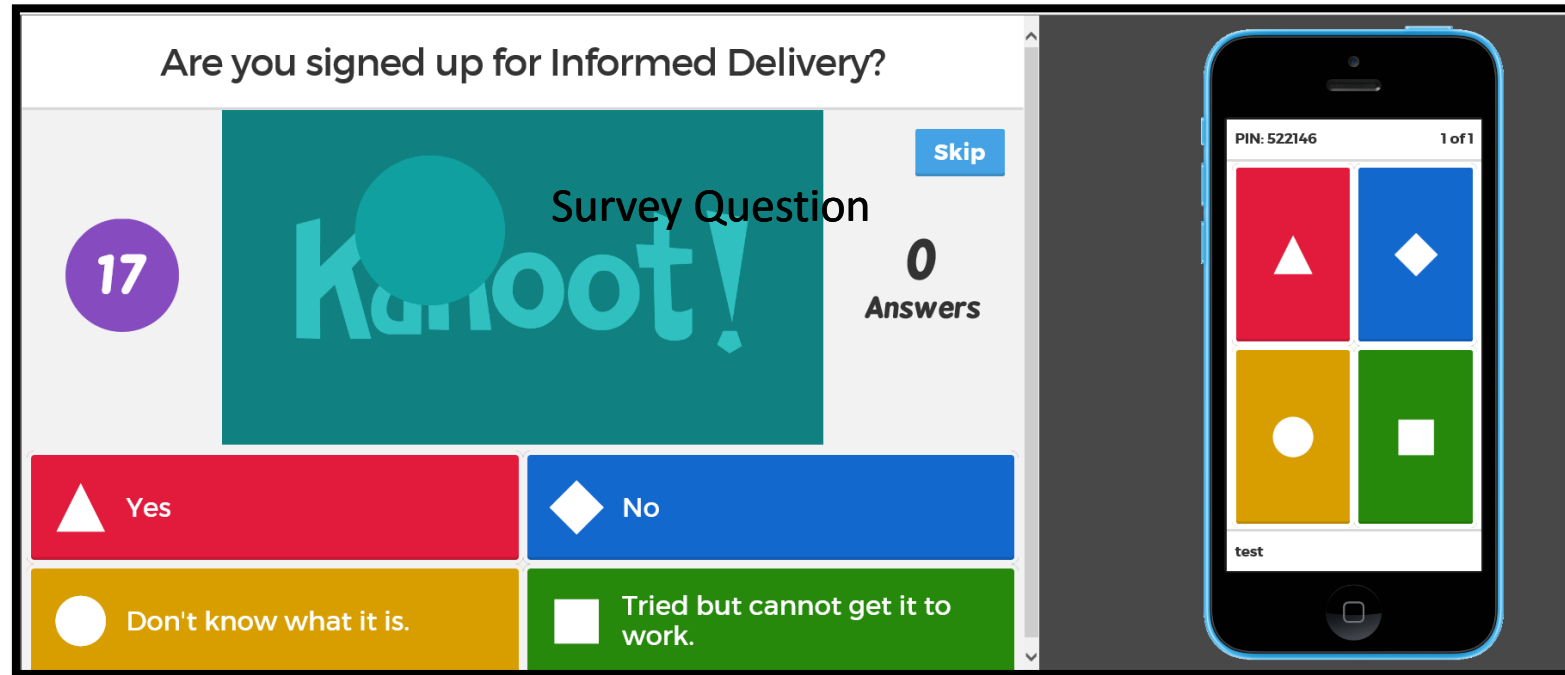 Are you signed up for Informed Delivery?
Skip
Survey Question
17
Kahoot!
0
Answers
Yes
No
Don't know what it is.
Tried but cannot get it to
work.
PIN: 522146
1 of 1
test